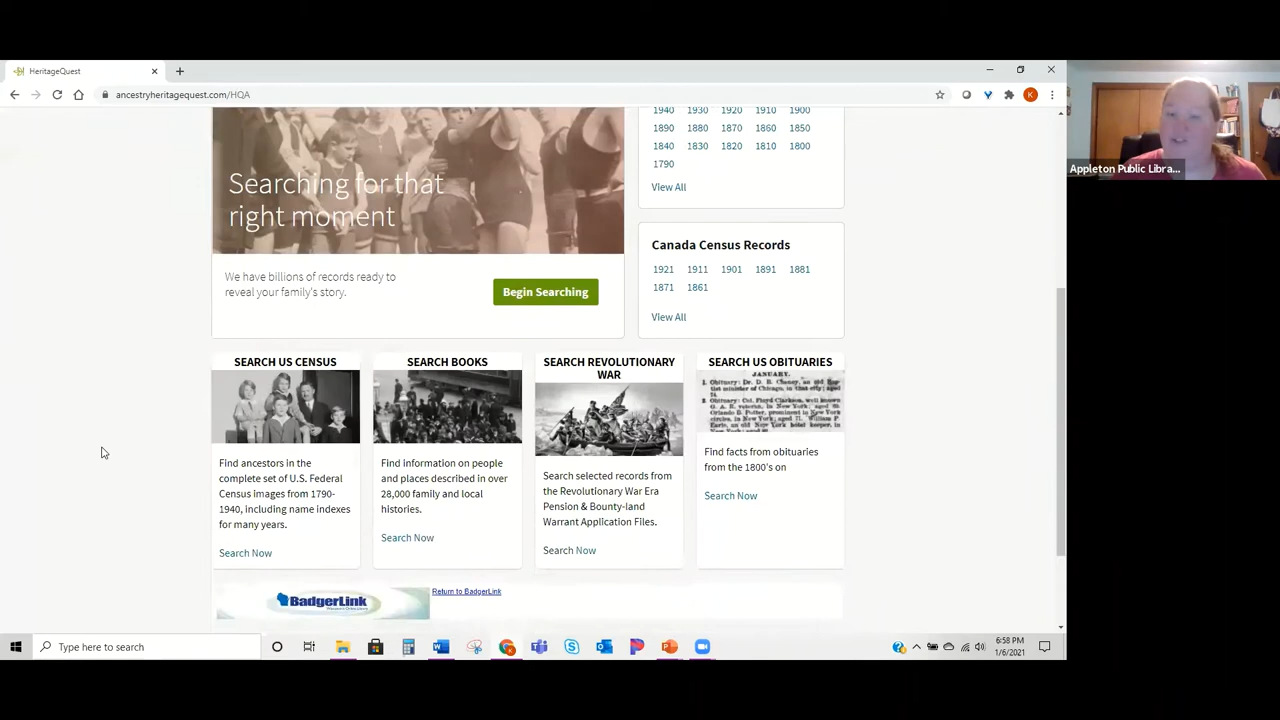 HeritageQuest
ancestryheritagequest.com/HQA
K
Appleton Public Libra...
Searching for that
right moment
We have billions of records ready to
reveal your family's story.
Begin Searching
1940 1930 1920 1910 1900
1890 1880 1870 1860 1850
1840 1830 1820 1810 1800
1790
View All
Canada Census Records
1921 1911 1901 1891 1881
1871 1861
View All
SEARCH US CENSUS
Find ancestors in the
complete set of U.S. Federal
Census images from 1790-
1940, including name indexes
for many years.
Search Now
SEARCH BOOKS
Find information on people
and places described in over
28,000 family and local
histories.
Search Now
SEARCH REVOLUTIONARY
WAR
Search selected records from
the Revolutionary War Era
Pension & Bounty-land
Warrant Application Files.
Search Now
SEARCH US OBITUARIES
JANUARY.
Find facts from obituaries
from the 1800's on
Search Now
BadgerLink
Return to BadgerLink
Type here to search
6:58 PM
1/6/2021